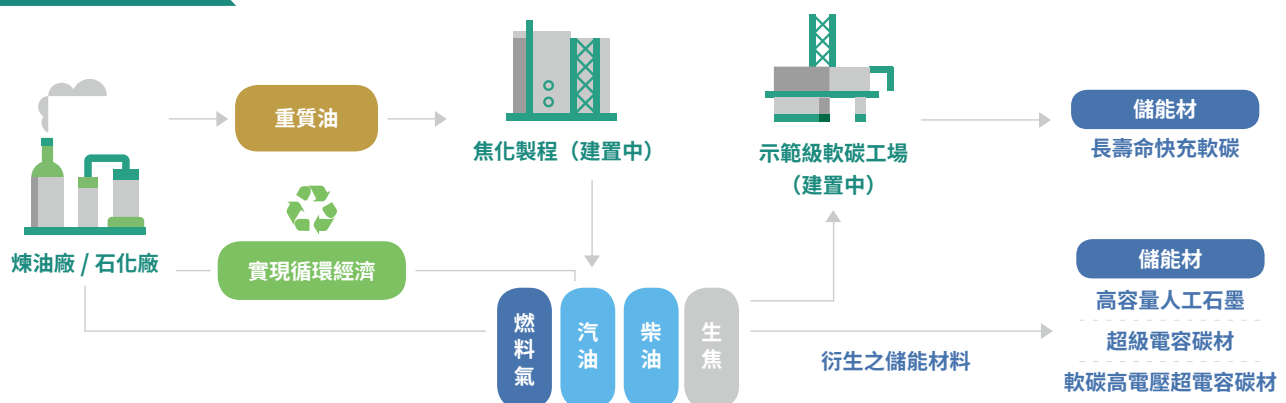 重質油
焦化製程（建置中）
示範級軟碳工場
（建置中）
儲能材
長壽命快充軟碳
煉油廠 / 石化廠
實現循環經濟
燃料氣
汽油
柴油
生焦
衍生之儲能材料
儲能材
高容量人工石墨
超級電容碳材
軟碳高電壓超電容碳材